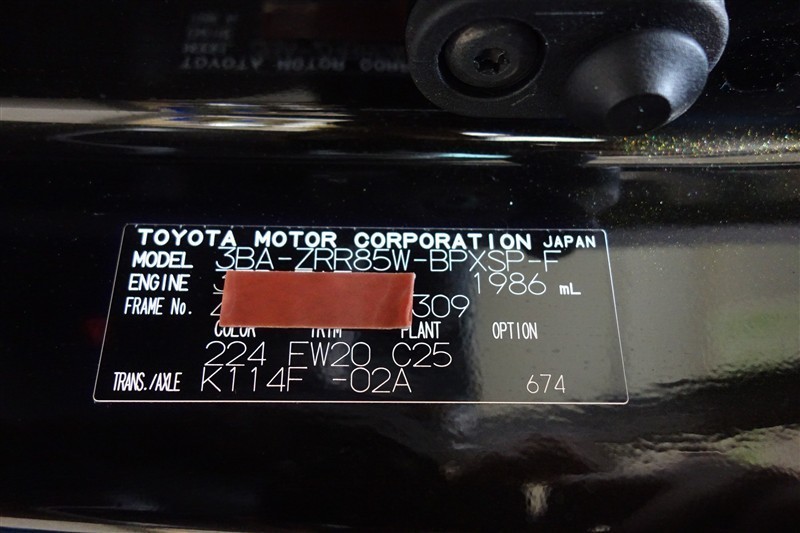 TOYOTA MOTOR CORPORATION JAPAN
MODEL 3BA-ZRR85W-BPXSP-F
ENGINE 1986 mL
FRAME No. 309
COLOR TRIM PLANT OPTION
224 FW20 C25
TRANS./AXLE K114F -02A 674